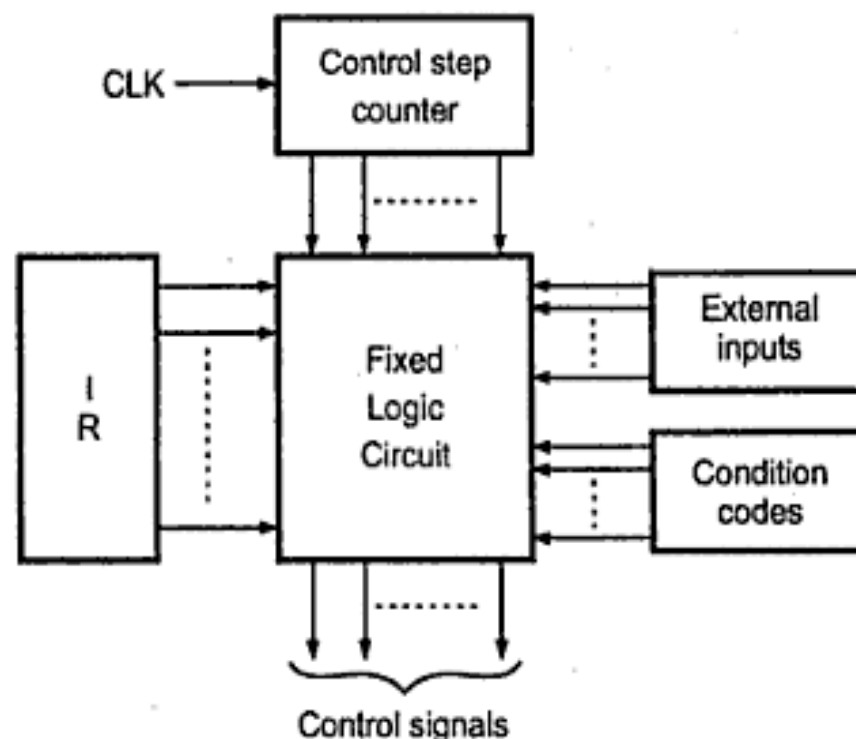 CLK
Control step
counter
I
R
Fixed
Logic
Circuit
External
inputs
Condition
codes
Control signals